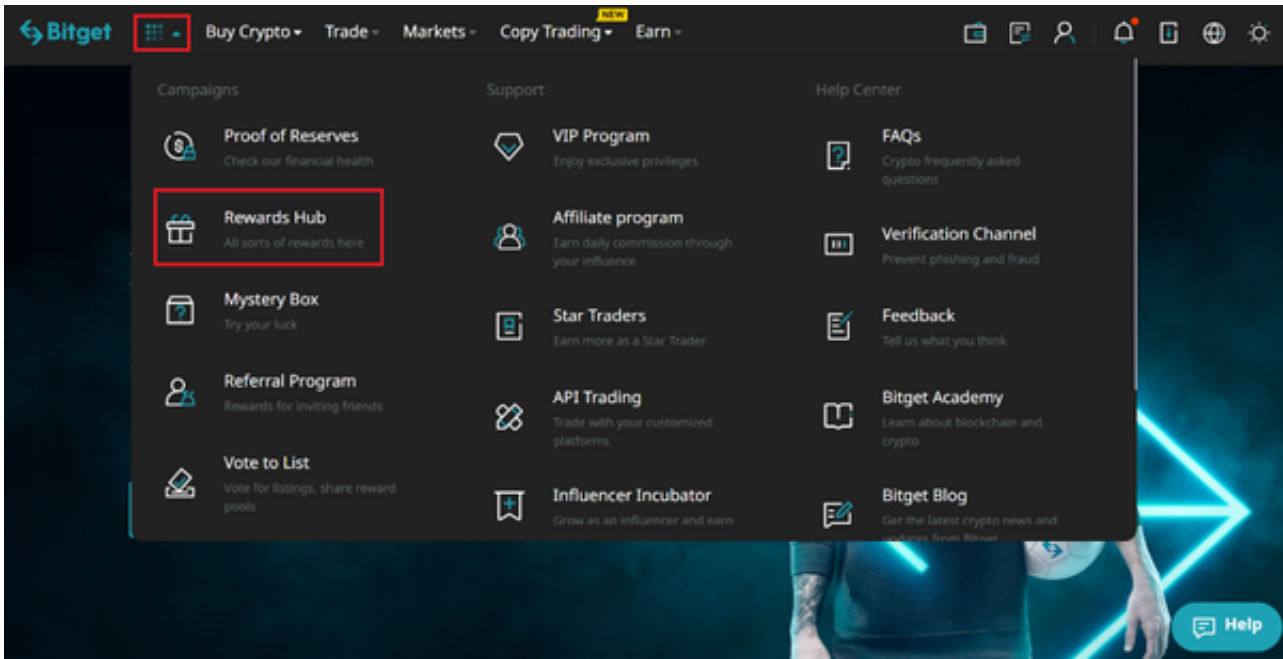 Bitget
Buy Crypto
Trade
Markets
NEW
Copy Trading
Earn
Campaigns
Proof of Reserves
Check our financial health
Rewards Hub
All sorts of rewards here
Mystery Box
Try your luck
Referral Program
Rewards for inviting friends
Vote to List
Vote for listings, share reward
pools
Support
VIP Program
Enjoy exclusive privileges
Affiliate program
Earn daily commission through
your influence
Star Traders
Earn more as a Star Trader
API Trading
Trade with your customized
platforms
Influencer Incubator
Grow as an influencer and earn
Help Center
FAQs
Crypto frequently asked
questions
Verification Channel
Prevent phishing and fraud
Feedback
Tell us what you think
Bitget Academy
Learn about blockchain and
crypto
Bitget Blog
Get the latest crypto news and
updates from Bitget
Help